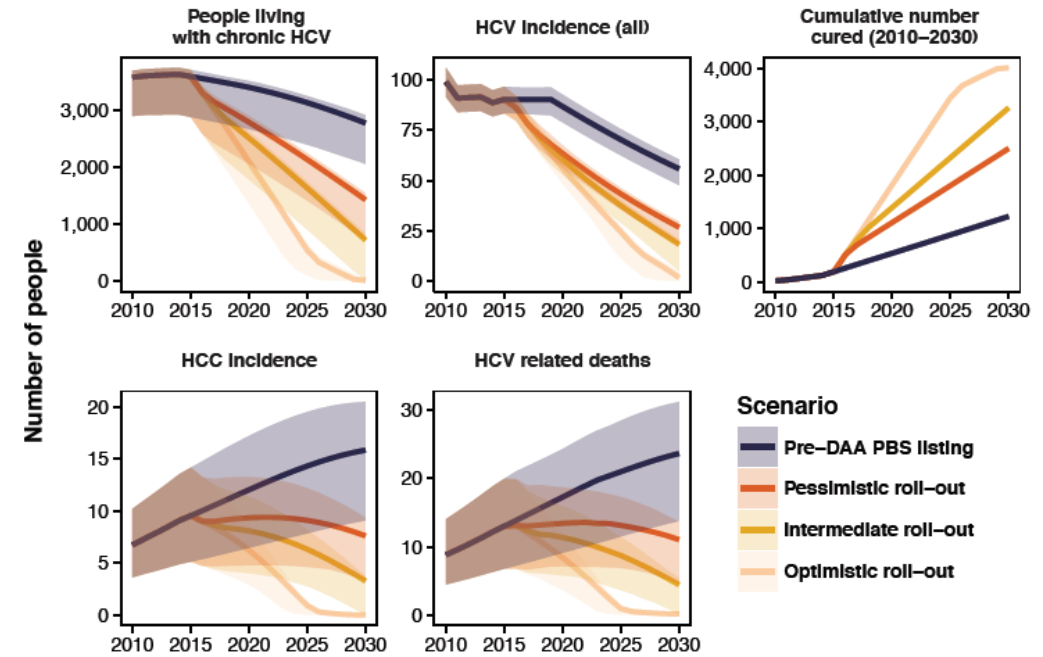 People living
with chronic HCV
HCV incidence (all)
Cumulative number
cured (2010–2030)
Number of people
3,000
2,000
1,000
0
2010 2015 2020 2025 2030
100
75
50
25
0
2010 2015 2020 2025 2030
4,000
3,000
2,000
1,000
0
2010 2015 2020 2025 2030
HCC incidence
HCV related deaths
20
15
10
5
0
2010 2015 2020 2025 2030
30
20
10
0
2010 2015 2020 2025 2030
Scenario
Pre–DAA PBS listing
Pessimistic roll–out
Intermediate roll–out
Optimistic roll–out